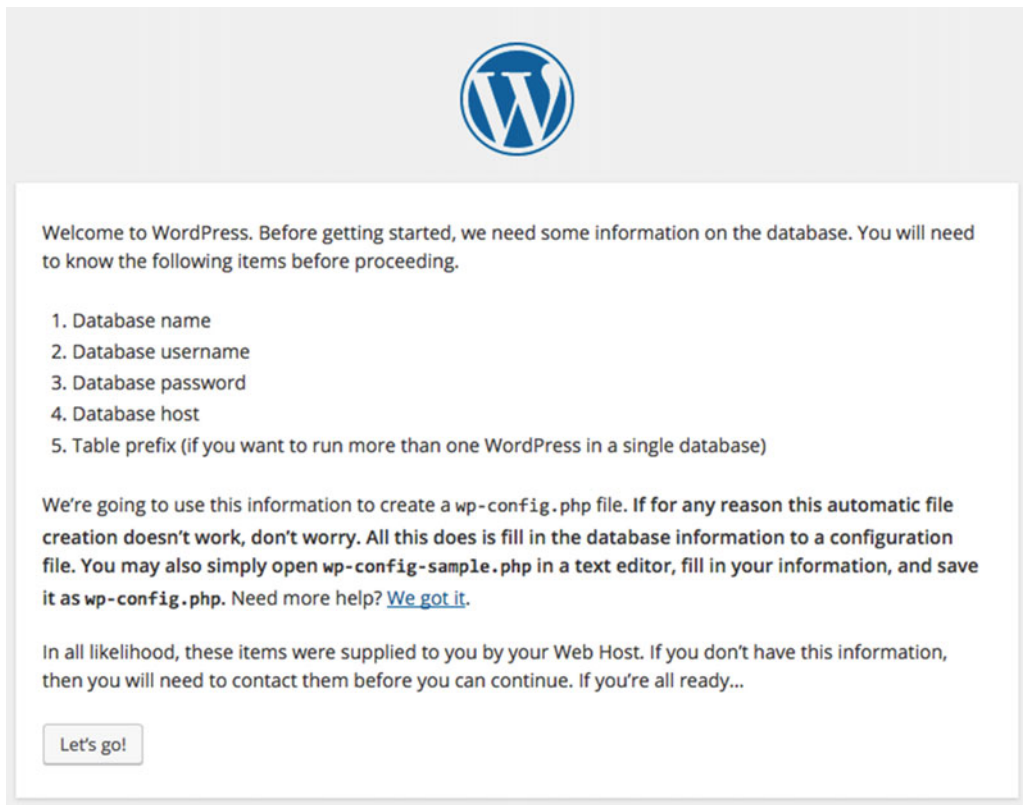 W
Welcome to WordPress. Before getting started, we need some information on the database. You will need
to know the following items before proceeding.
1. Database name
2. Database username
3. Database password
4. Database host
5. Table prefix (if you want to run more than one WordPress in a single database)
We’re going to use this information to create a wp-config.php file. If for any reason this automatic file
creation doesn’t work, don’t worry. All this does is fill in the database information to a configuration
file. You may also simply open wp-config-sample.php in a text editor, fill in your information, and save
it as wp-config.php. Need more help? We got it.
In all likelihood, these items were supplied to you by your Web Host. If you don’t have this information,
then you will need to contact them before you can continue. If you’re all ready…
Let’s go!